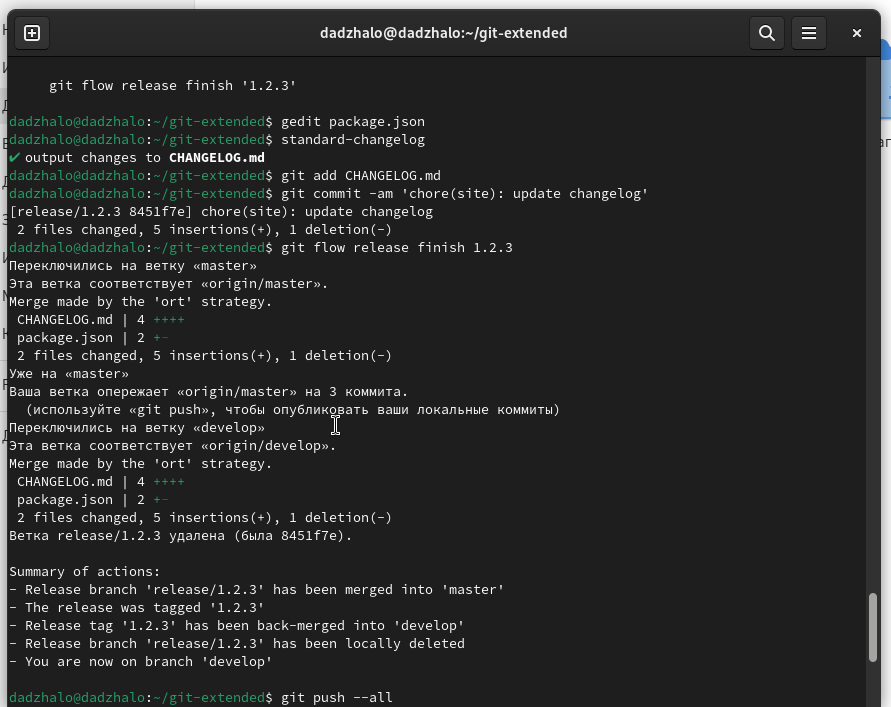 dadzhalo@dadzhalo:~/git-extended
git flow release finish '1.2.3'
dadzhalo@dadzhalo:~/git-extended$ gedit package.json
dadzhalo@dadzhalo:~/git-extended$ standard-changelog
✔ output changes to CHANGELOG.md
dadzhalo@dadzhalo:~/git-extended$ git add CHANGELOG.md
dadzhalo@dadzhalo:~/git-extended$ git commit -am 'chore(site): update changelog'
[release/1.2.3 8451f7e] chore(site): update changelog
2 files changed, 5 insertions(+), 1 deletion(-)
dadzhalo@dadzhalo:~/git-extended$ git flow release finish 1.2.3
Переключились на ветку «master»
Эта ветка соответствует «origin/master».
Merge made by the 'ort' strategy.
CHANGELOG.md | 4 ++++
package.json | 2 +-
2 files changed, 5 insertions(+), 1 deletion(-)
Уже на «master»
Ваша ветка опережает «origin/master» на 3 коммита.
(используйте «git push», чтобы опубликовать ваши локальные коммиты)
Переключились на ветку «develop»
Эта ветка соответствует «origin/develop».
Merge made by the 'ort' strategy.
CHANGELOG.md | 4 ++++
package.json | 2 +-
2 files changed, 5 insertions(+), 1 deletion(-)
Ветка release/1.2.3 удалена (была 8451f7e).
Summary of actions:
- Release branch 'release/1.2.3' has been merged into 'master'
- The release was tagged '1.2.3'
- Release tag '1.2.3' has been back-merged into 'develop'
- Release branch 'release/1.2.3' has been locally deleted
- You are now on branch 'develop'
dadzhalo@dadzhalo:~/git-extended$ git push --all